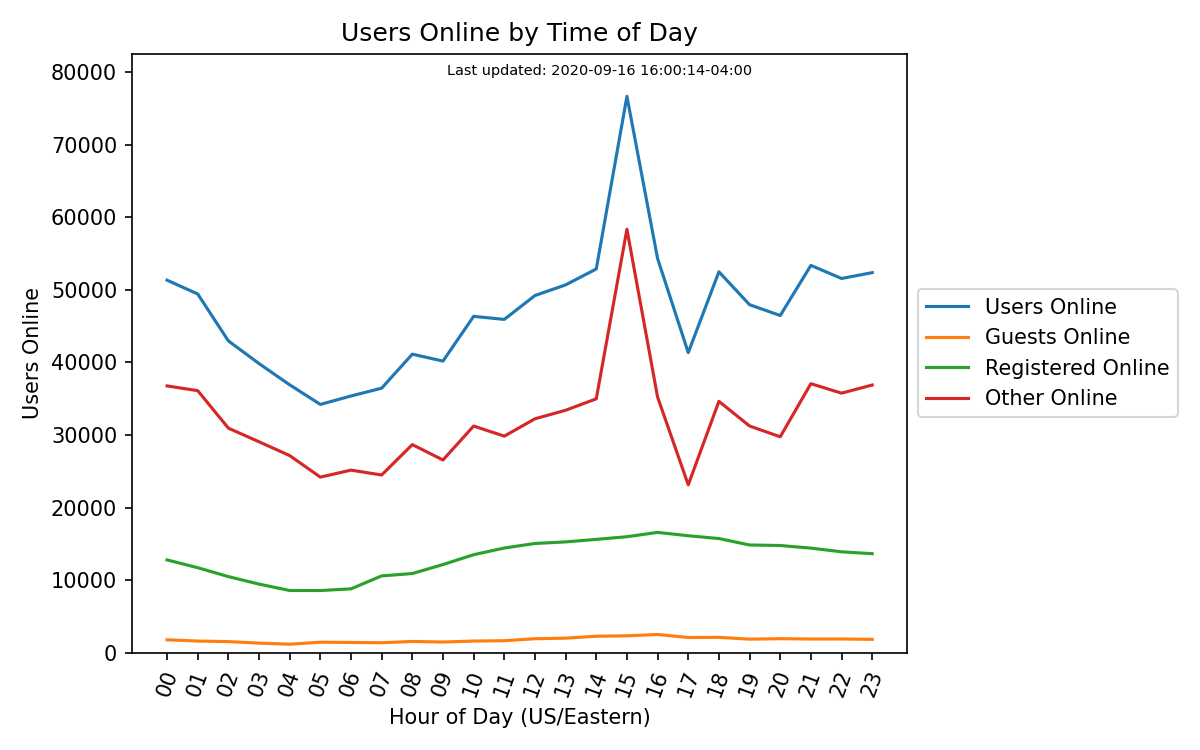 Users Online by Time of Day
Last updated: 2020-09-16 16:00:14-04:00
Users Online
80000
70000
60000
50000
40000
30000
20000
10000
0
00 01 02 03 04 05 06 07 08 09 10 11 12 13 14 15 16 17 18 19 20 21 22 23
Hour of Day (US/Eastern)
Users Online
Guests Online
Registered Online
Other Online